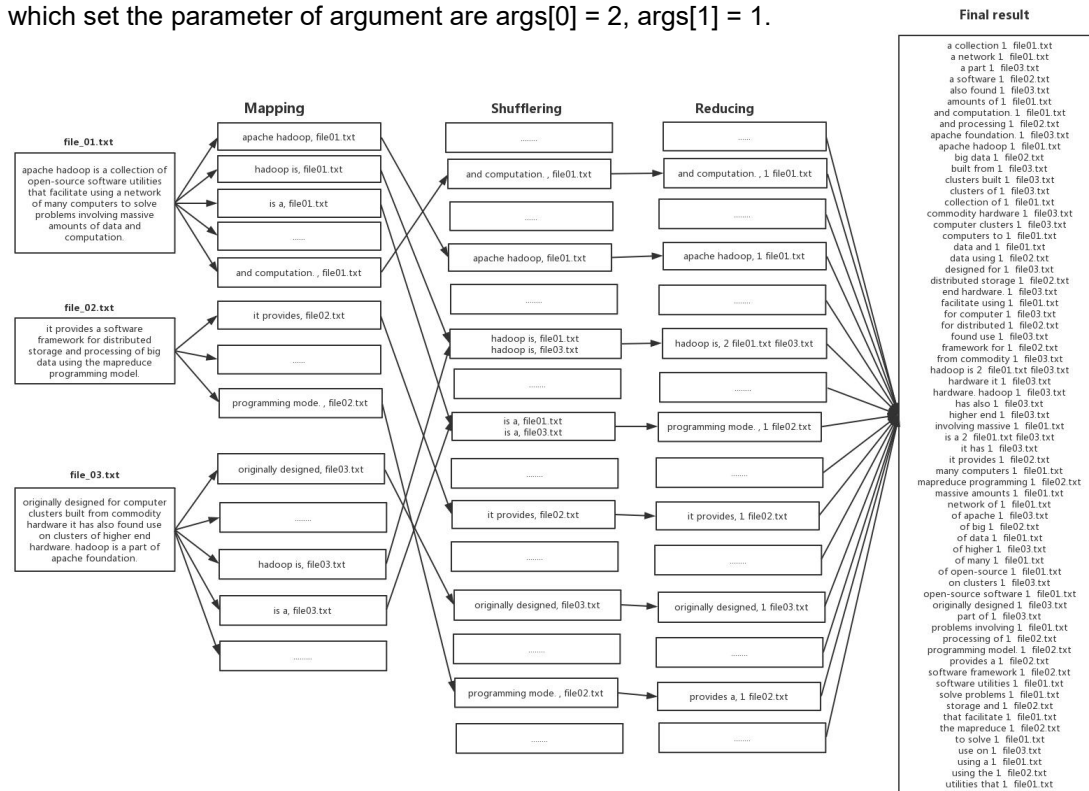 which set the parameter of argument are args[0] = 2, args[1] = 1.
Mapping
Shufflering
Reducing
Final result
file_01.txt
apache hadoop is a collection of
open-source software utilities
that facilitate using a network
of many computers to solve
problems involving massive
amounts of data and
computation.
file_02.txt
it provides a software
framework for distributed
storage and processing of big
data using the mapreduce
programming model.
file_03.txt
originally designed for computer
clusters built from commodity
hardware it has also found use
on clusters of higher end
hardware. hadoop is a part of
apache foundation.
apache hadoop, file01.txt
hadoop is, file01.txt
is a, file01.txt
......
and computation. , file01.txt
it provides, file02.txt
......
programming mode. , file02.txt
originally designed, file03.txt
........
hadoop is, file03.txt
is a, file03.txt
.........
........
and computation. , file01.txt
........
apache hadoop, file01.txt
........
hadoop is, file01.txt
hadoop is, file03.txt
........
is a, file01.txt
is a, file03.txt
........
it provides, file02.txt
........
originally designed, file03.txt
........
programming mode. , file02.txt
........
......
and computation. , 1 file01.txt
........
apache hadoop, 1 file01.txt
........
hadoop is, 2 file01.txt file03.txt
........
programming mode. , 1 file02.txt
........
it provides, 1 file02.txt
........
originally designed, 1 file03.txt
........
provides a, 1 file02.txt
........
a collection 1 file01.txt
a network 1 file01.txt
a part 1 file03.txt
a software 1 file02.txt
also found 1 file03.txt
amounts of 1 file01.txt
and computation. 1 file01.txt
and processing 1 file02.txt
apache foundation. 1 file03.txt
apache hadoop 1 file01.txt
big data 1 file02.txt
built from 1 file03.txt
clusters built 1 file03.txt
clusters of 1 file03.txt
collection of 1 file01.txt
commodity hardware 1 file03.txt
computer clusters 1 file03.txt
computers to 1 file01.txt
data and 1 file01.txt
data using 1 file02.txt
designed for 1 file03.txt
distributed storage 1 file02.txt
end hardware. 1 file03.txt
facilitate using 1 file01.txt
for computer 1 file03.txt
for distributed 1 file02.txt
found use 1 file03.txt
framework for 1 file02.txt
from commodity 1 file03.txt
hadoop is 2 file01.txt file03.txt
hardware it 1 file03.txt
hardware. hadoop 1 file03.txt
has also 1 file03.txt
higher end 1 file03.txt
involving massive 1 file01.txt
is a 2 file01.txt file03.txt
it has 1 file03.txt
it provides 1 file02.txt
many computers 1 file01.txt
mapreduce programming 1 file02.txt
massive amounts 1 file01.txt
network of 1 file01.txt
of apache 1 file03.txt
of big 1 file02.txt
of data 1 file01.txt
of higher 1 file03.txt
of many 1 file01.txt
of open-source 1 file01.txt
on clusters 1 file03.txt
open-source software 1 file01.txt
originally designed 1 file03.txt
part of 1 file03.txt
problems involving 1 file01.txt
processing of 1 file02.txt
programming model. 1 file02.txt
provides a 1 file02.txt
software framework 1 file02.txt
software utilities 1 file01.txt
solve problems 1 file01.txt
storage and 1 file02.txt
that facilitate 1 file01.txt
the mapreduce 1 file02.txt
to solve 1 file01.txt
use on 1 file03.txt
using a 1 file01.txt
using the 1 file02.txt
utilities that 1 file01.txt